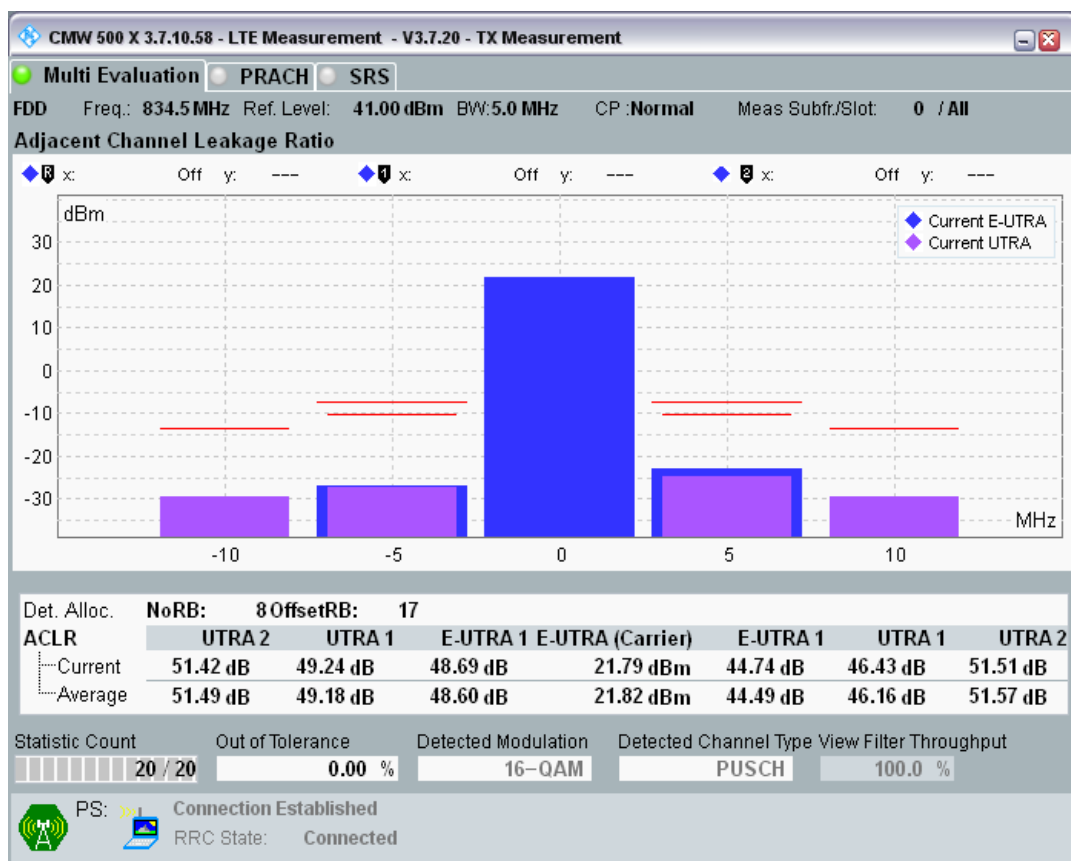 CMW 500 X 3.7.10.58 - LTE Measurement - V3.7.20 - TX Measurement
Multi Evaluation PRACH SRS
FDD Freq.: 834.5 MHz Ref. Level: 41.00 dBm BW:5.0 MHz CP :Normal Meas Subfr./Slot: 0 / All
Adjacent Channel Leakage Ratio
R x: Off y: --- 1 x: Off y: --- 2 x: Off y: ---
dBm
Current E-UTRA
Current UTRA
30
20
10
0
-10
-20
-30
MHz
-10 -5 0 5 10
Det. Alloc. NoRB: 8 OffsetRB: 17
ACLR UTRA 2 UTRA 1 E-UTRA 1 E-UTRA (Carrier) E-UTRA 1 UTRA 1 UTRA 2
Current 51.42 dB 49.24 dB 48.69 dB 21.79 dBm 44.74 dB 46.43 dB 51.51 dB
Average 51.49 dB 49.18 dB 48.60 dB 21.82 dBm 44.49 dB 46.16 dB 51.57 dB
Statistic Count Out of Tolerance Detected Modulation Detected Channel Type View Filter Throughput
20 / 20 0.00 % 16-QAM PUSCH 100.0 %
PS: Connection Established
RRC State: Connected